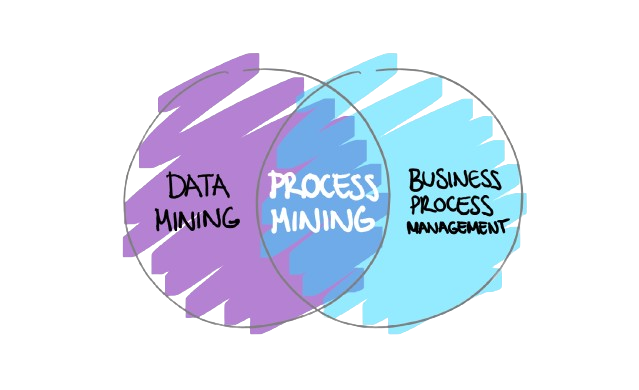 DATA
MINING
PROCESS
MINING
BUSINESS
PROCESS
MANAGEMENT